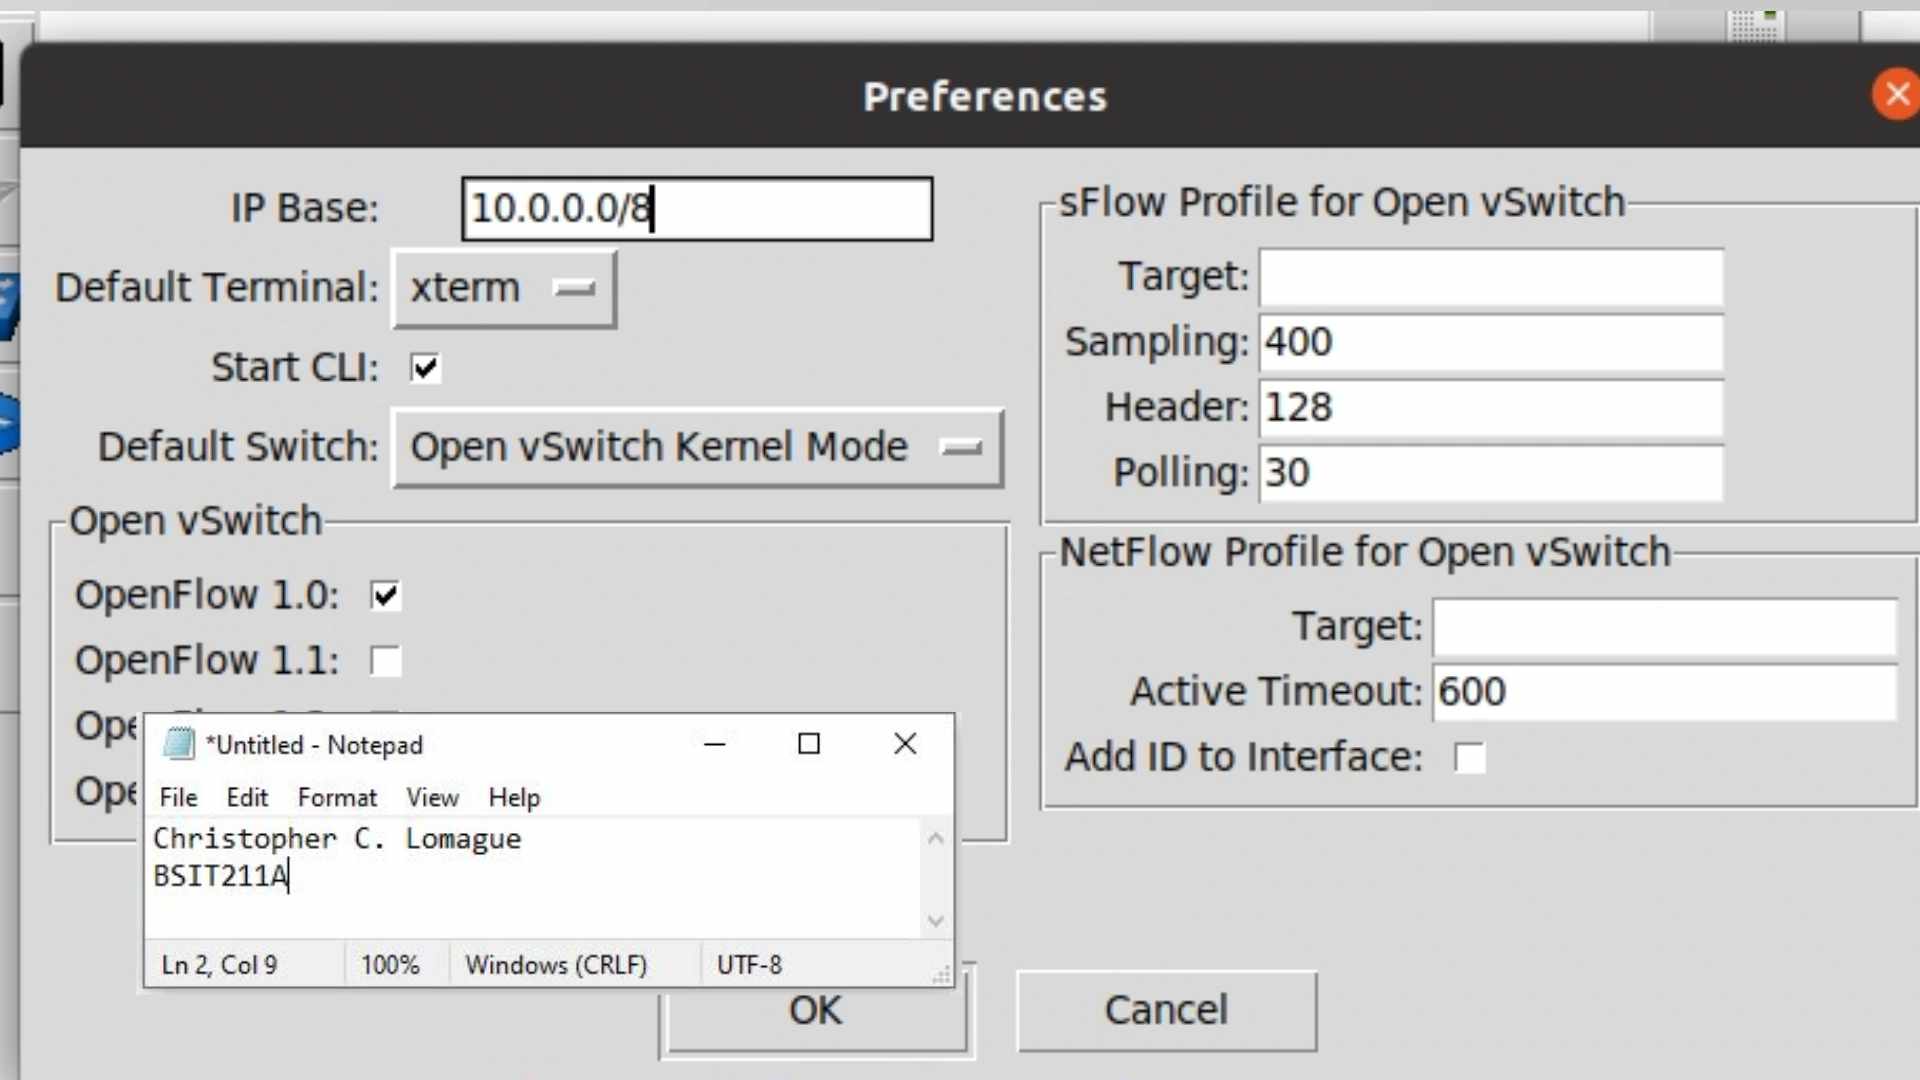 Preferences
IP Base: 10.0.0.0/8
Default Terminal: xterm
Start CLI:
Default Switch: Open vSwitch Kernel Mode
Open vSwitch
OpenFlow 1.0:
OpenFlow 1.1:
Ope
Ope
sFlow Profile for Open vSwitch
Target:
Sampling: 400
Header: 128
Polling: 30
NetFlow Profile for Open vSwitch
Target:
Active Timeout: 600
Add ID to Interface:
*Untitled - Notepad
File Edit Format View Help
Christopher C. Lomague
BSIT211A
Ln 2, Col 9 100% Windows (CRLF) UTF-8
OK Cancel